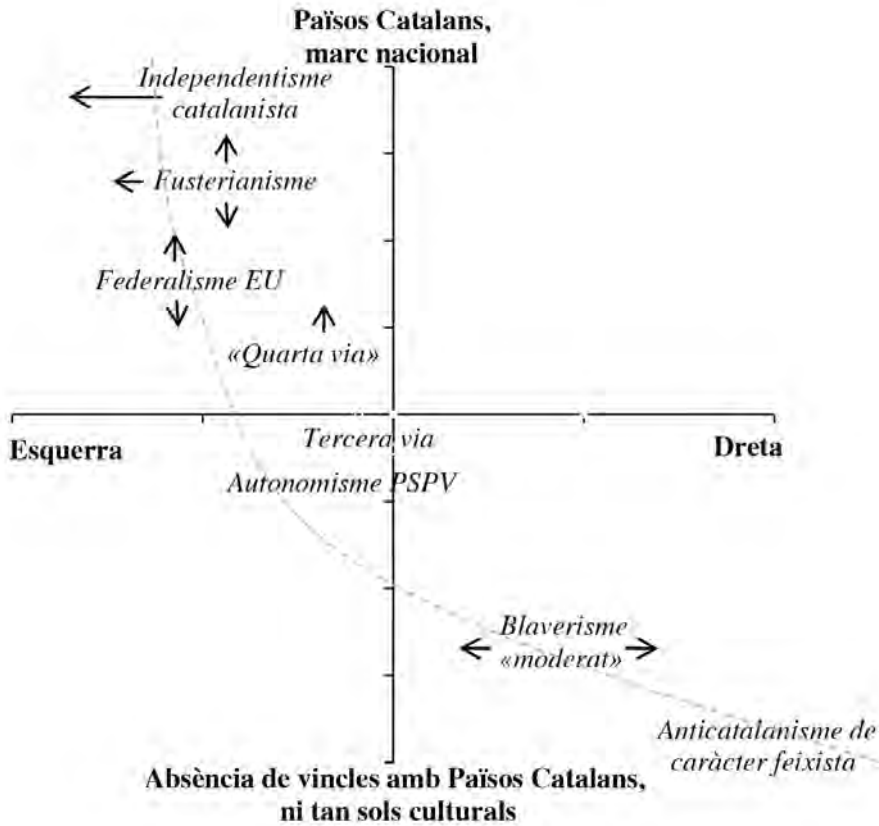 Països Catalans,
marc nacional
Independentisme
catalanista
Fusterianisme
Federalisme EU
«Quarta via»
Esquerra
Dreta
Tercera via
Autonomisme PSPV
Blaverisme
«moderat»
Anticatalanisme de
caràcter feixista
Absència de vincles amb Països Catalans,
ni tan sols culturals